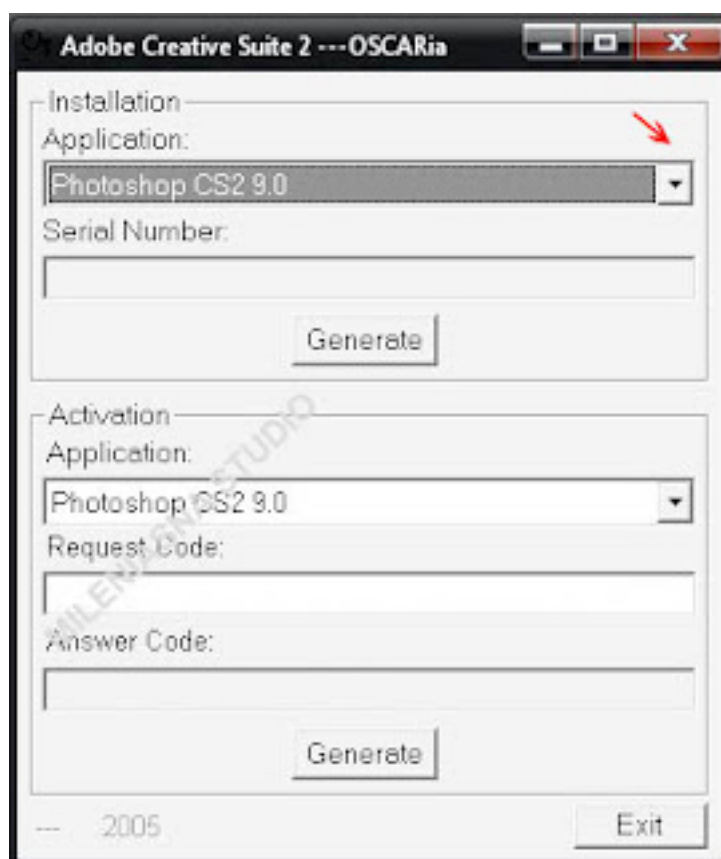 Adobe Creative Suite 2 ---OSCARia
Installation
Application:
Photoshop CS2 9.0
Serial Number:
Generate
Activation
Application:
Photoshop CS2 9.0
Request Code:
Answer Code:
Generate
--- 2005
Exit